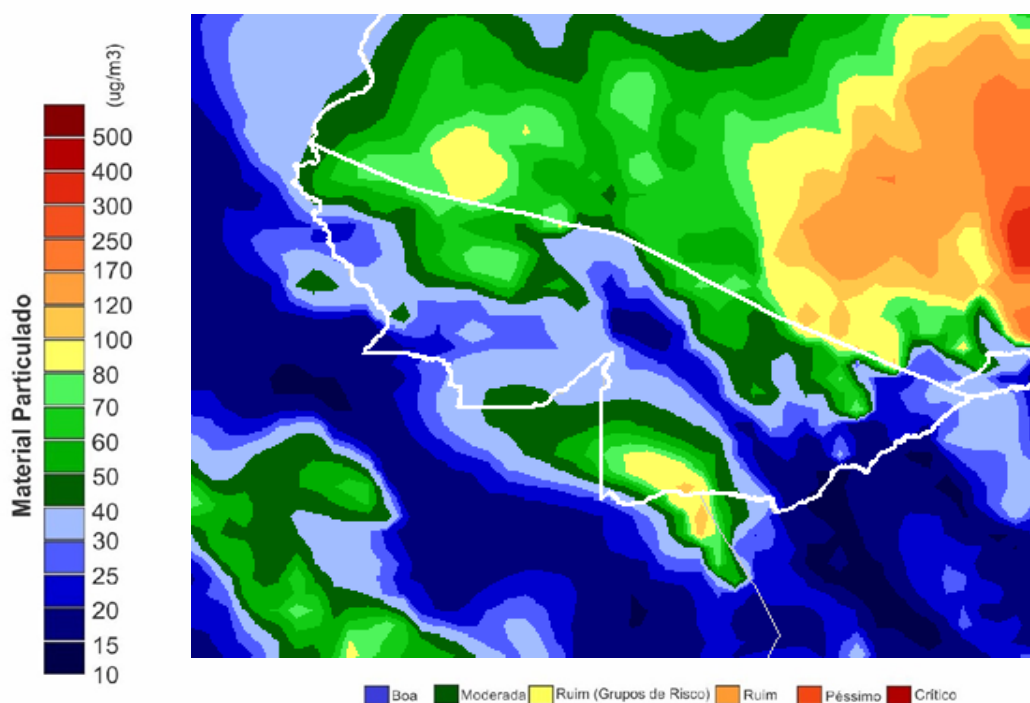 (ug/m3)
Material Particulado
500
400
300
250
170
120
100
80
70
60
50
40
30
25
20
15
10
Boa
Moderada
Ruim (Grupos de Risco)
Ruim
Péssimo
Crítico